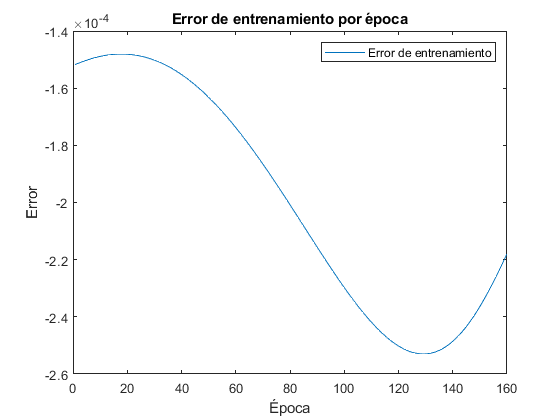 Error de entrenamiento por época
×10-4
Error de entrenamiento
-1.4
-1.6
-1.8
-2
-2.2
-2.4
-2.6
Error
0 20 40 60 80 100 120 140 160
Época